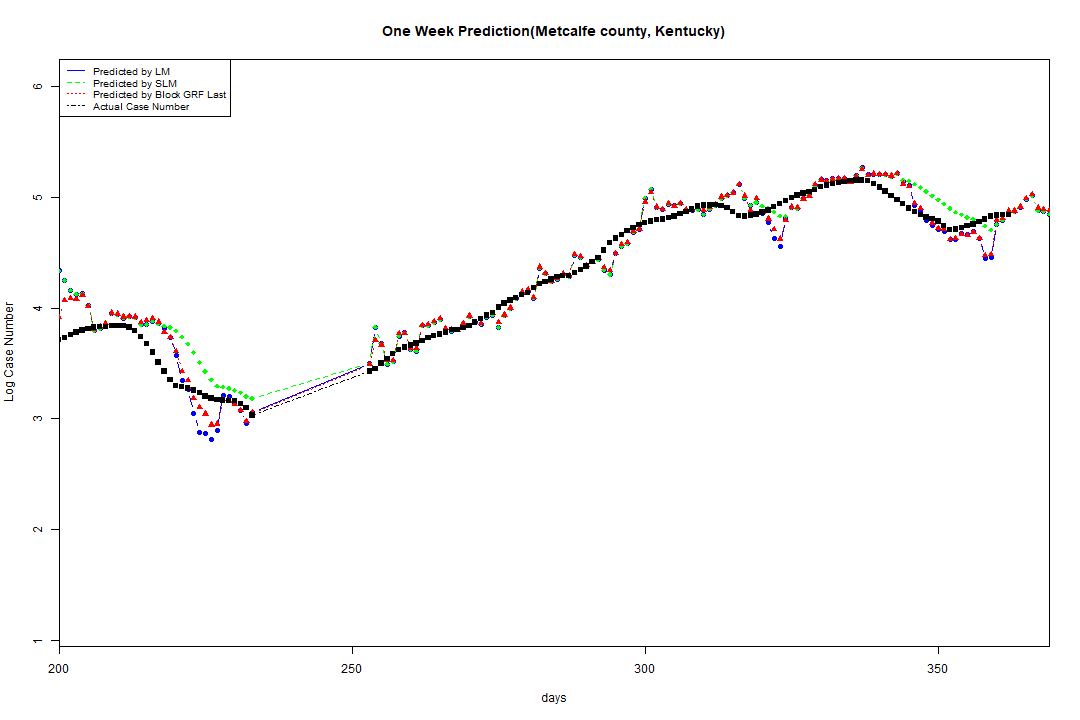 One Week Prediction(Metcalfe county, Kentucky)
Predicted by LM
Predicted by SLM
Predicted by Block GRF Last
Actual Case Number
Log Case Number
6
5
4
3
2
1
200 250 300 350
days